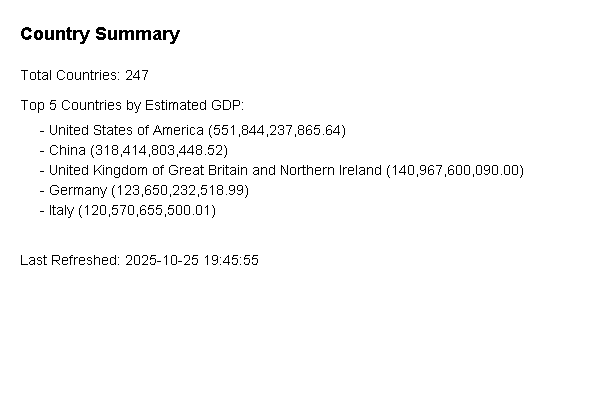 Country Summary
Total Countries: 247
Top 5 Countries by Estimated GDP:
- United States of America (551,844,237,865.64)
- China (318,414,803,448.52)
- United Kingdom of Great Britain and Northern Ireland (140,967,600,090.00)
- Germany (123,650,232,518.99)
- Italy (120,570,655,500.01)
Last Refreshed: 2025-10-25 19:45:55